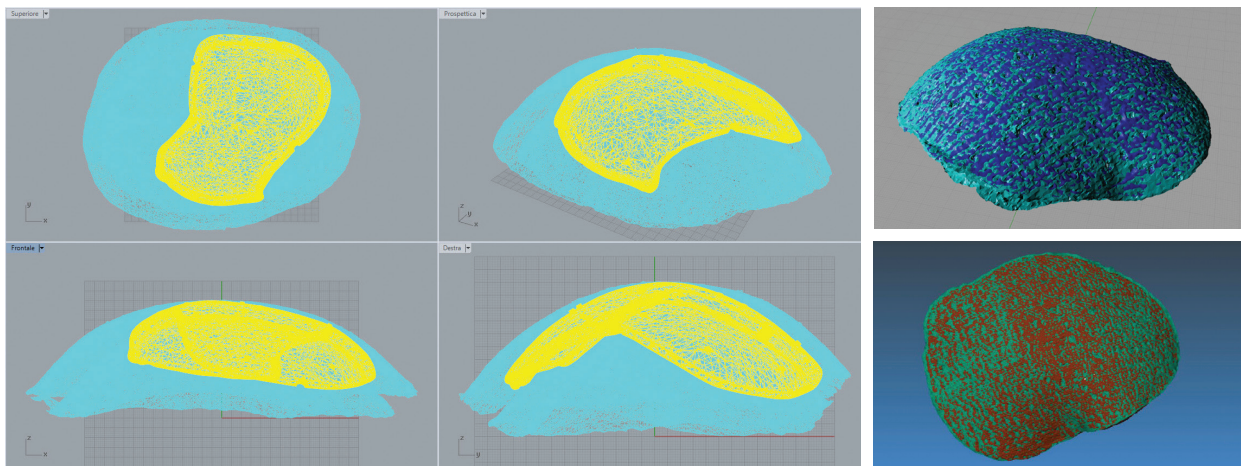 Superiore
y
x
Prospettica
z
y
x
Frontale
z
x
Destra
z
y